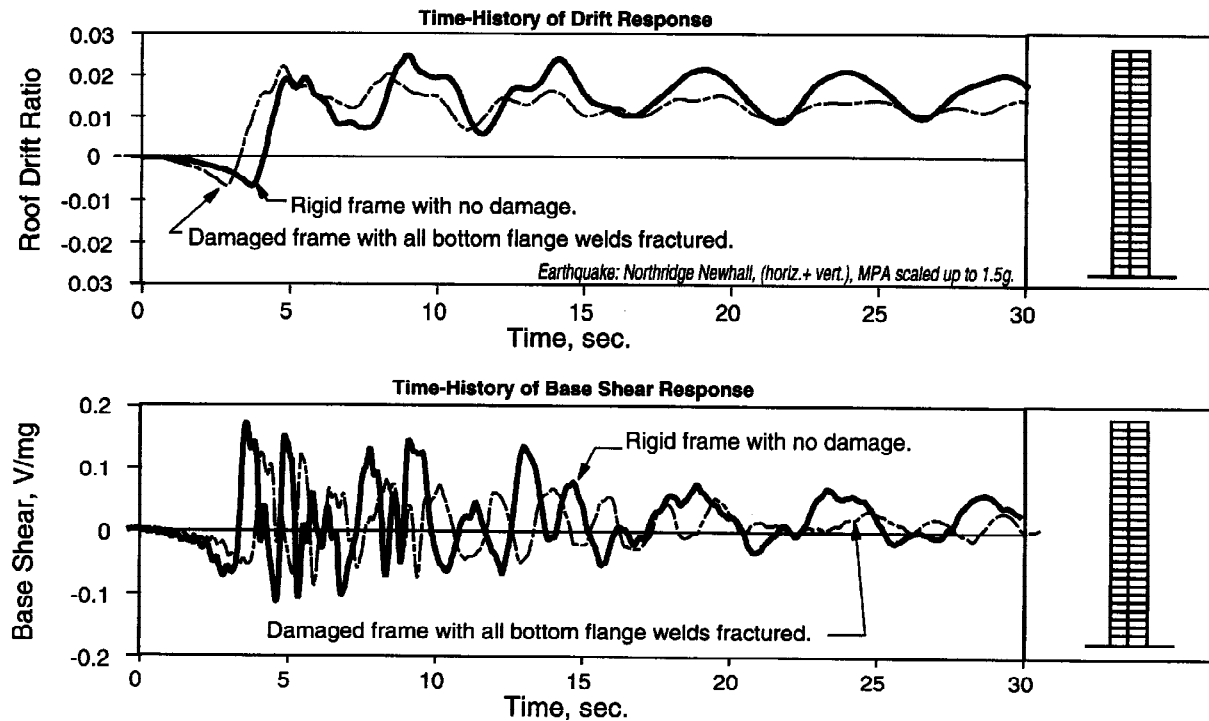 Time-History of Drift Response
0.03
0.02
0.01
0
-0.01
-0.02
0.03
Roof Drift Ratio
Rigid frame with no damage.
Damaged frame with all bottom flange welds fractured.
Earthquake: Northridge Newhall, (horiz.+ vert.), MPA scaled up to 1.5g.
0 5 10 15 20 25 30
Time, sec.
Time-History of Base Shear Response
0.2
0.1
0
-0.1
-0.2
Base Shear, V/mg
Rigid frame with no damage.
Damaged frame with all bottom flange welds fractured.
0 5 10 15 20 25 30
Time, sec.